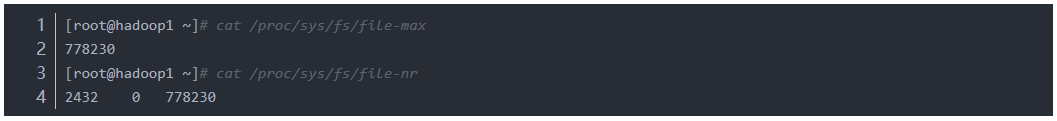 1 [root@hadoop1 ~]# cat /proc/sys/fs/file-max
2 778230
3 [root@hadoop1 ~]# cat /proc/sys/fs/file-nr
4 2432    0   778230